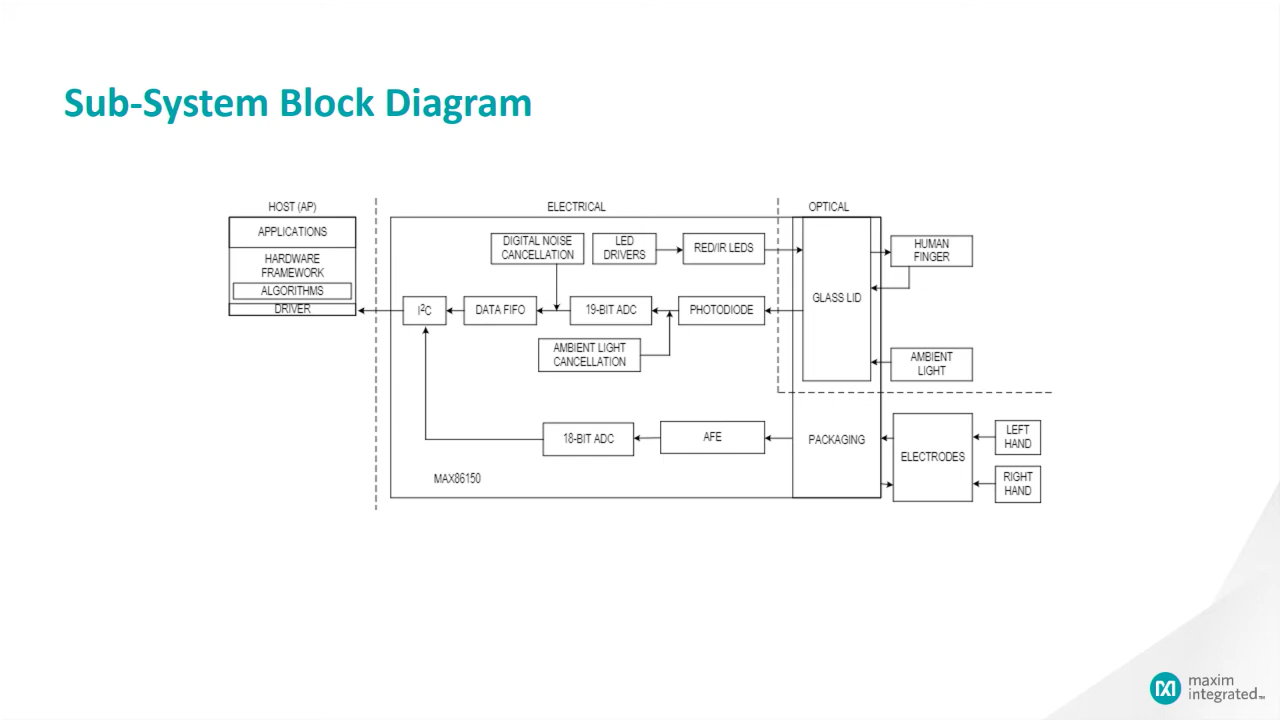 Sub-System Block Diagram
HOST (AP)
ELECTRICAL
OPTICAL
APPLICATIONS
HARDWARE
FRAMEWORK
ALGORITHMS
DRIVER
DIGITAL NOISE
CANCELLATION
LED
DRIVERS
RED/IR LEDS
HUMAN
FINGER
GLASS LID
I²C
DATA FIFO
19-BIT ADC
PHOTODIODE
AMBIENT LIGHT
CANCELLATION
AMBIENT
LIGHT
18-BIT ADC
AFE
PACKAGING
ELECTRODES
LEFT
HAND
RIGHT
HAND
MAX86150
maxim
integrated™